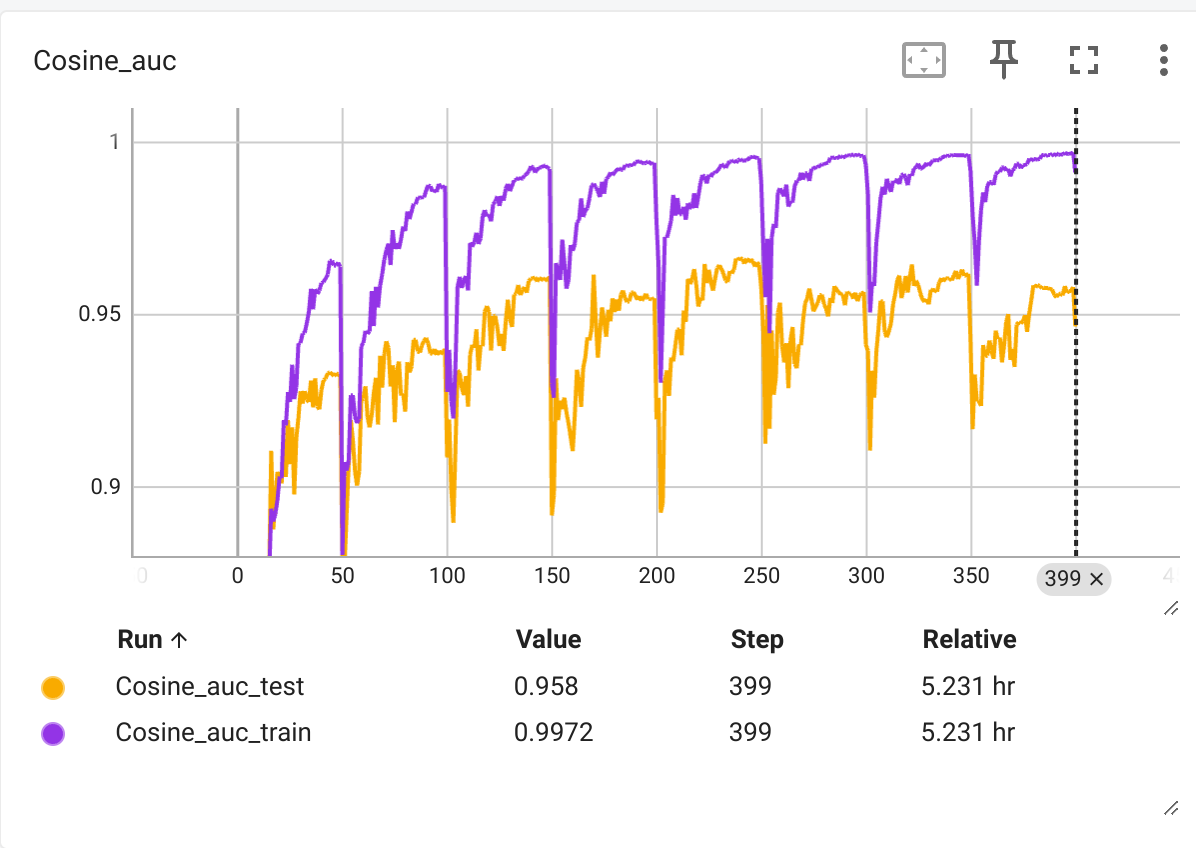 Cosine_auc
1
0.95
0.9
0 0 50 100 150 200 250 300 350 399 ×
Run ↑ Value Step Relative
Cosine_auc_test 0.958 399 5.231 hr
Cosine_auc_train 0.9972 399 5.231 hr